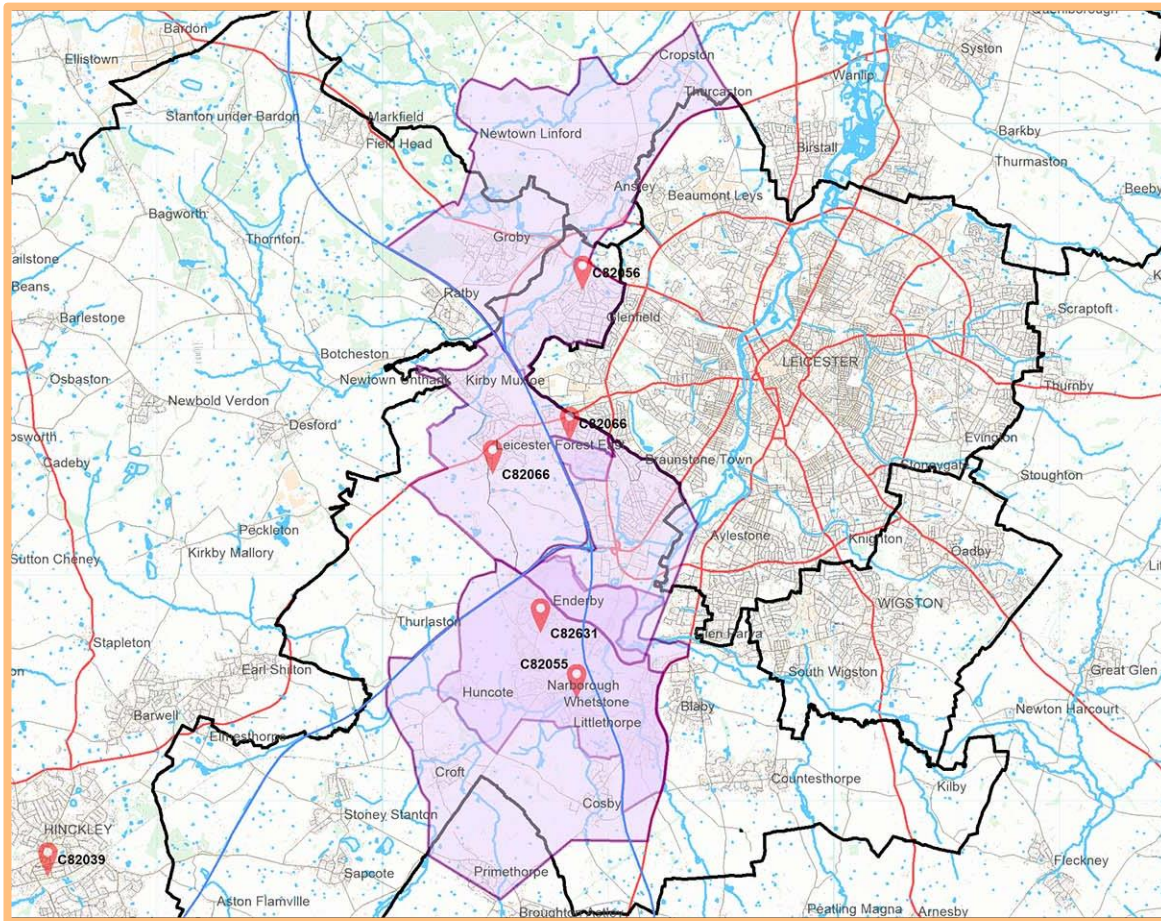 Queniborough
Bardon
Ellistown
Cropston
Syston
Wanlip
Thurcaston
Stanton under Bardon
Markfield
Field Head
Newtown Linford
Barkby
Birstall
Thurmaston
Anstey
Beaumont Leys
Beeby
Bagworth
Thornton
Groby
C82056
Ratby
Glenfield
Scraptoft
Barlestone
Botcheston
LEICESTER
Newtown Unthank
Kirby Muxloe
Thurnby
Osbaston
Newbold Verdon
Desford
C82066
Leicester Forest East
Evington
Cadeby
C82066
Braunstone Town
Stoneygate
Stoughton
Peckleton
Kirkby Mallory
Aylestone
Knighton
Oadby
Sutton Cheney
Enderby
WIGSTON
Thurlaston
C82631
Glen Parva
Stapleton
Earl Shilton
C82055
South Wigston
Great Glen
Huncote
Narborough
Whetstone
Blaby
Barwell
Littlethorpe
Newton Harcourt
Elmesthorpe
Croft
Countesthorpe
Kilby
Cosby
Stoney Stanton
HINCKLEY
C82039
Sapcote
Primethorpe
Fleckney
Aston Flamville
Broughton Astley
Peatling Magna
Arnesby